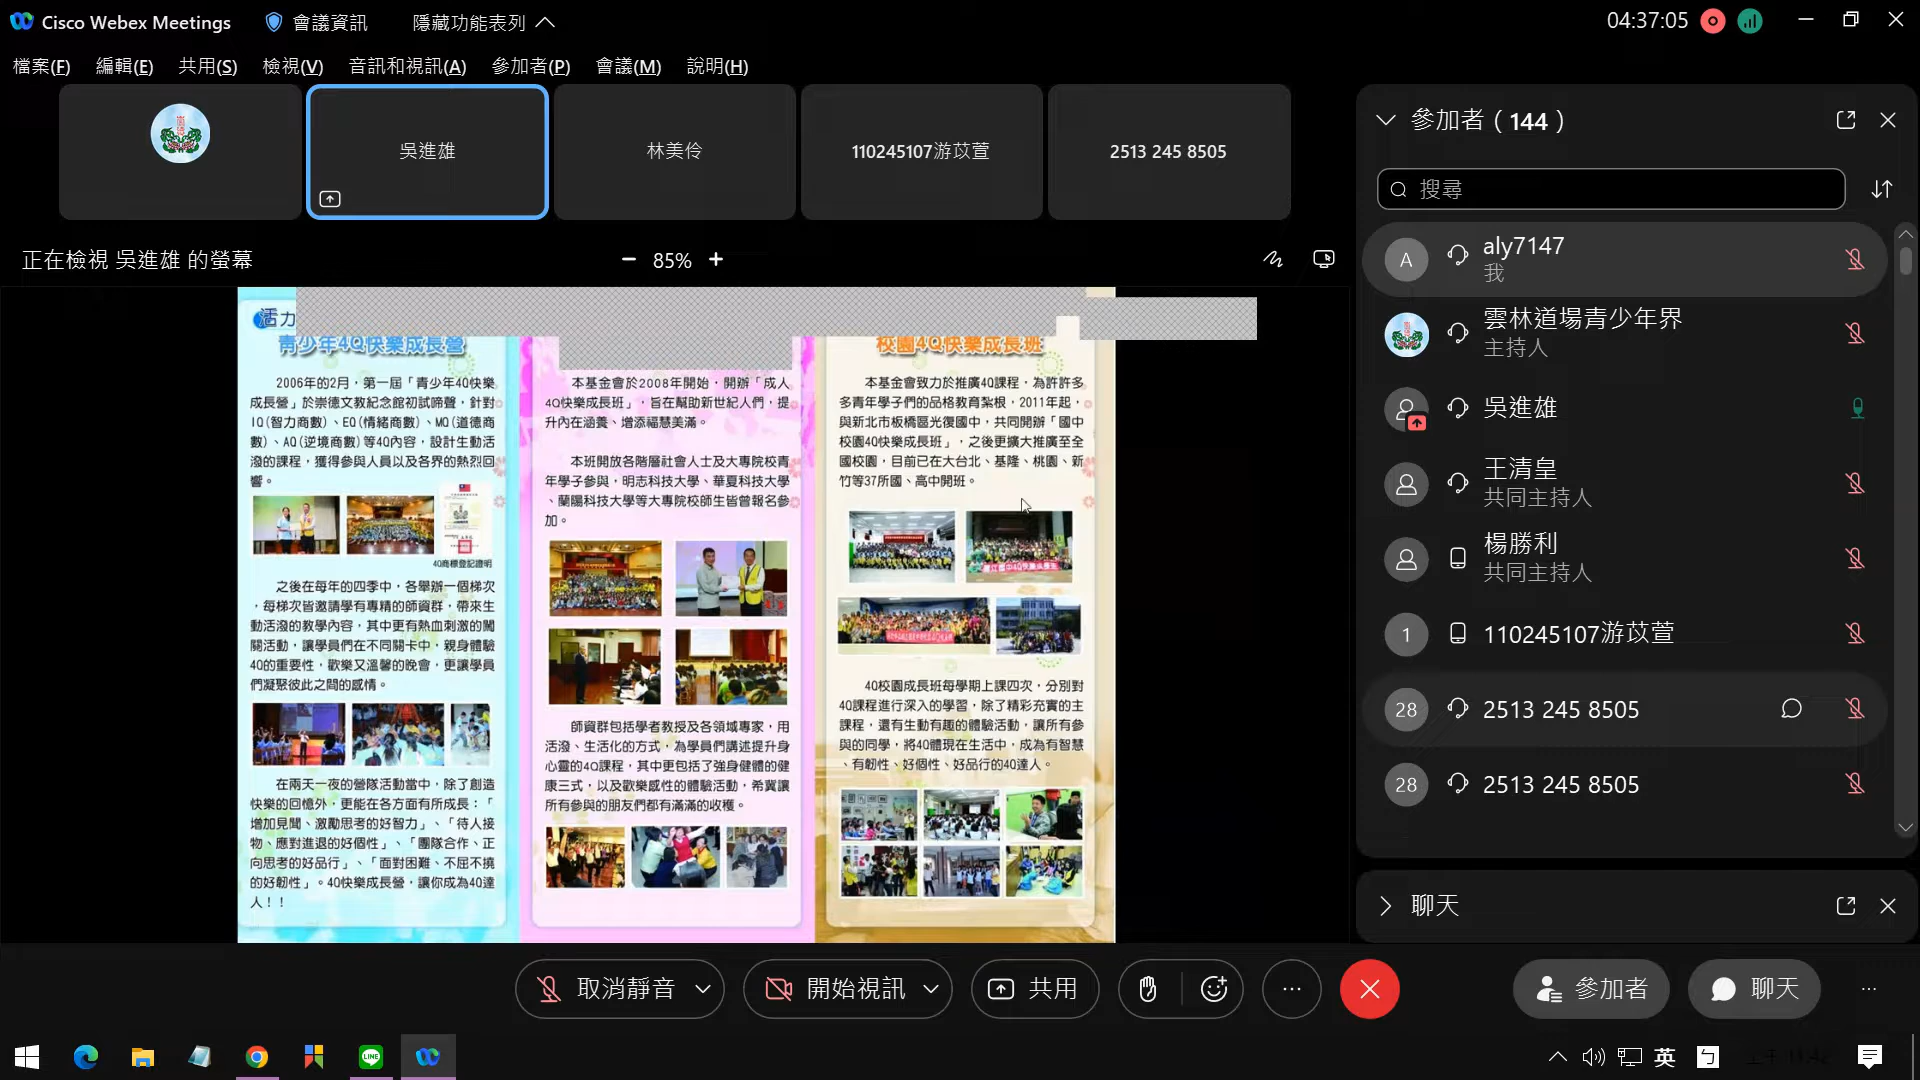 Cisco Webex Meetings 會議資訊 隱藏功能表列 04:37:05
檔案(F) 編輯(E) 共用(S) 檢視(V) 音訊和視訊(A) 參加者(P) 會議(M) 說明(H)
吳進雄 林美伶 110245107游苡萱 2513 245 8505
正在檢視 吳進雄 的螢幕 85%
活力
青少年4Q快樂成長營
2006年的2月，第一屆「青少年4Q快樂
成長營」於崇德文教紀念館初試啼聲，針對
IQ(智力商數)、EQ(情緒商數)、MQ(道德商
數)、AQ(逆境商數)等4Q內容，設計生動活
潑的課程，獲得參與人員以及各界的熱烈回
響。
4Q商標登記證明
之後在每年的四季中，各舉辦一個梯次
，每梯次皆邀請學有專精的師資群，帶來生
動活潑的教學內容，其中更有熱血刺激的闖
關活動，讓學員們在不同關卡中，親身體驗
4Q的重要性，歡樂又溫馨的晚會，更讓學員
們凝聚彼此之間的感情。
在兩天一夜的營隊活動當中，除了創造
快樂的回憶外，更能在各方面有所成長：「
增加見聞、激勵思考的好智力」、「待人接
物、應對進退的好個性」、「團隊合作、正
向思考的好品行」、「面對困難、不屈不撓
的好韌性」。4Q快樂成長營，讓你成為4Q達
人！！
本基金會於2008年開始，開辦「成人
4Q快樂成長班」，旨在幫助新世紀人們，提
升內在涵養、增添福慧美滿。
本班開放各階層社會人士及大專院校青
年學子參與，明志科技大學、華夏科技大學
、蘭陽科技大學等大專院校師生皆曾報名參
加。
師資群包括學者教授及各領域專家，用
活潑、生活化的方式，為學員們講述提升身
心靈的4Q課程，其中更包括了強身健體的健
康三式，以及歡樂感性的體驗活動，希冀讓
所有參與的朋友們都有滿滿的收穫。
校園4Q快樂成長班
本基金會致力於推廣4Q課程，為許許多
多青年學子們的品格教育紮根，2011年起，
與新北市板橋區光復國中，共同開辦「國中
校園4Q快樂成長班」，之後更擴大推廣至全
國校園，目前已在大台北、基隆、桃園、新
竹等37所國、高中開班。
4Q校園成長班每學期上課四次，分別對
4Q課程進行深入的學習，除了精彩充實的主
課程，還有生動有趣的體驗活動，讓所有參
與的同學，將4Q體現在生活中，成為有智慧
、有韌性、好個性、好品行的4Q達人。
參加者 ( 144 )
搜尋
A aly7147
我
雲林道場青少年界
主持人
吳進雄
王清皇
共同主持人
楊勝利
共同主持人
1 110245107游苡萱
28 2513 245 8505
28 2513 245 8505
聊天
取消靜音 開始視訊 共用 參加者 聊天
LINE 英